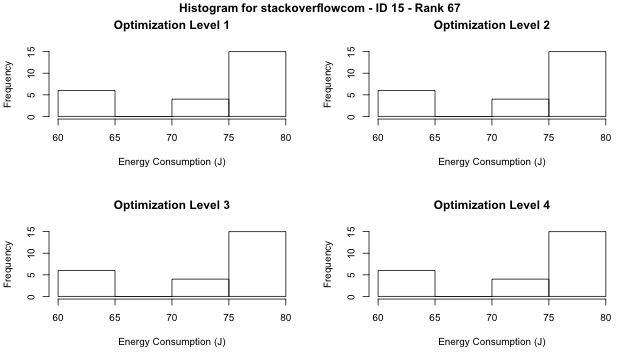 Histogram for stackoverflowcom - ID 15 - Rank 67
Optimization Level 1
Frequency
0 5 10 15
60 65 70 75 80
Energy Consumption (J)
Optimization Level 2
Frequency
0 5 10 15
60 65 70 75 80
Energy Consumption (J)
Optimization Level 3
Frequency
0 5 10 15
60 65 70 75 80
Energy Consumption (J)
Optimization Level 4
Frequency
0 5 10 15
60 65 70 75 80
Energy Consumption (J)